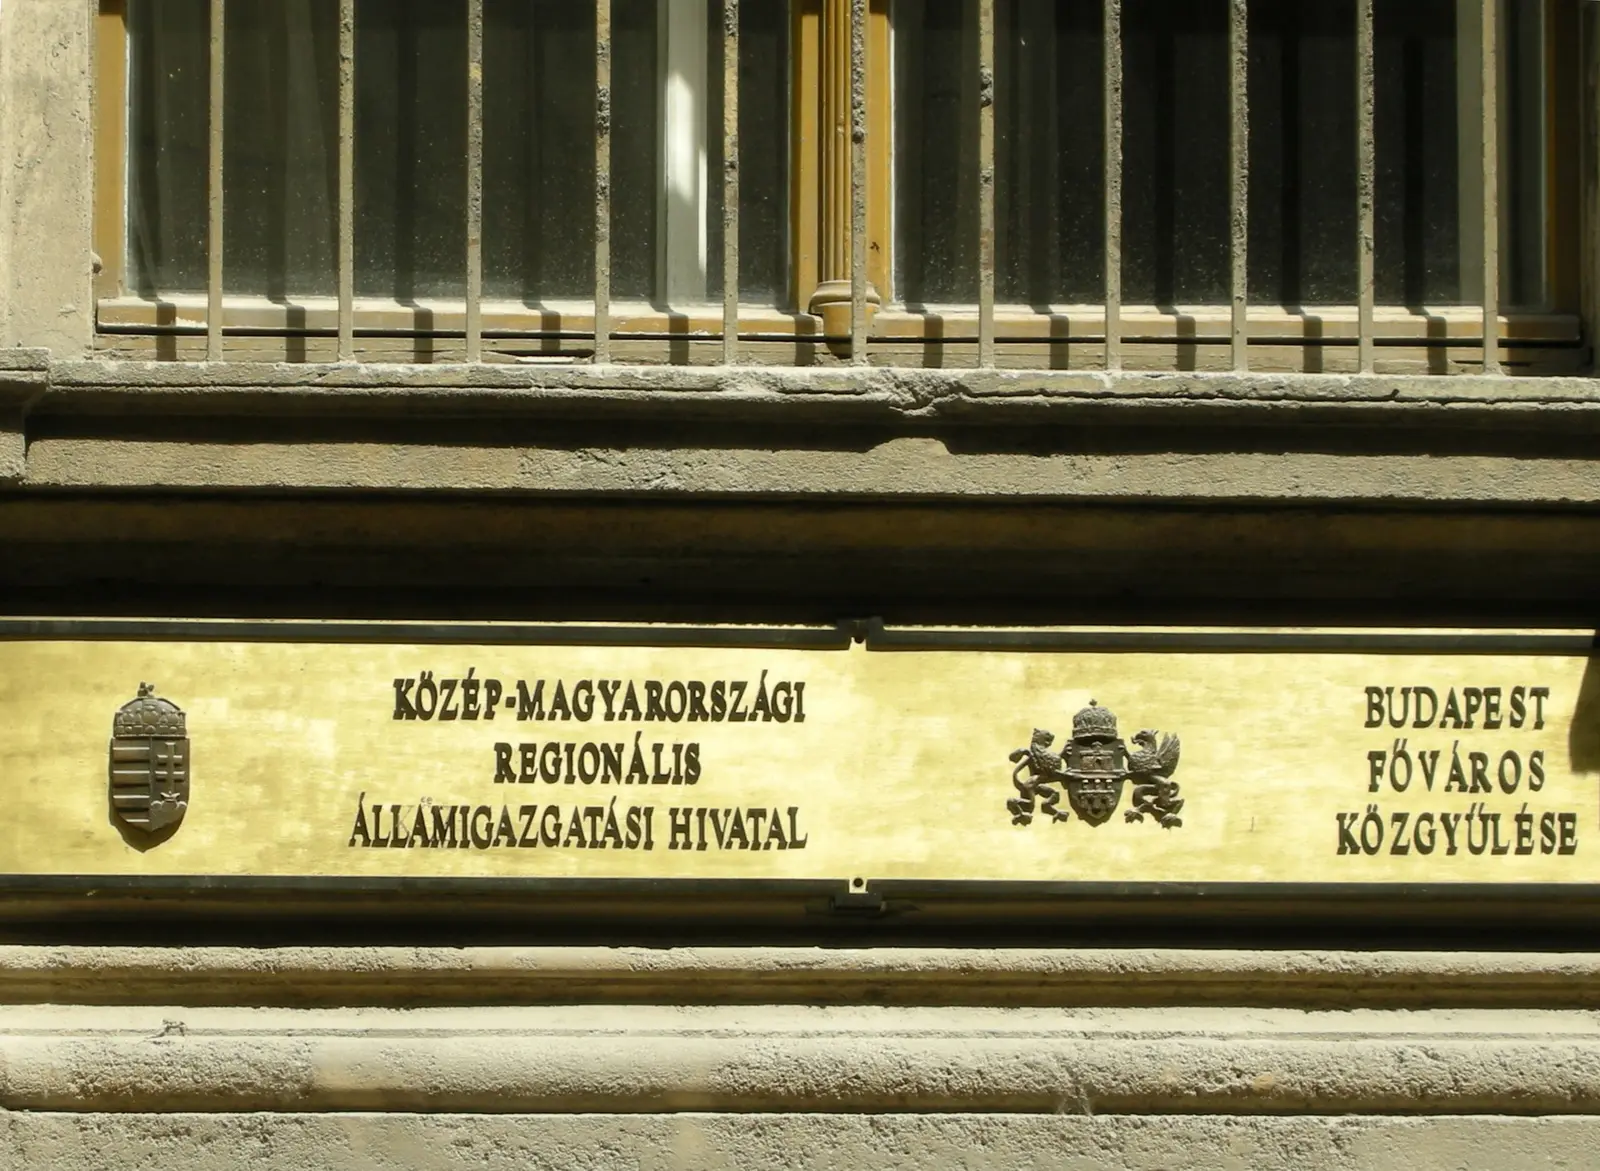 KÖZÉP-MAGYARORSZÁGI
REGIONÁLIS
ÁLLAMIGAZGATÁSI HIVATAL
BUDAPEST
FŐVÁROS
KÖZGYŰLÉSE